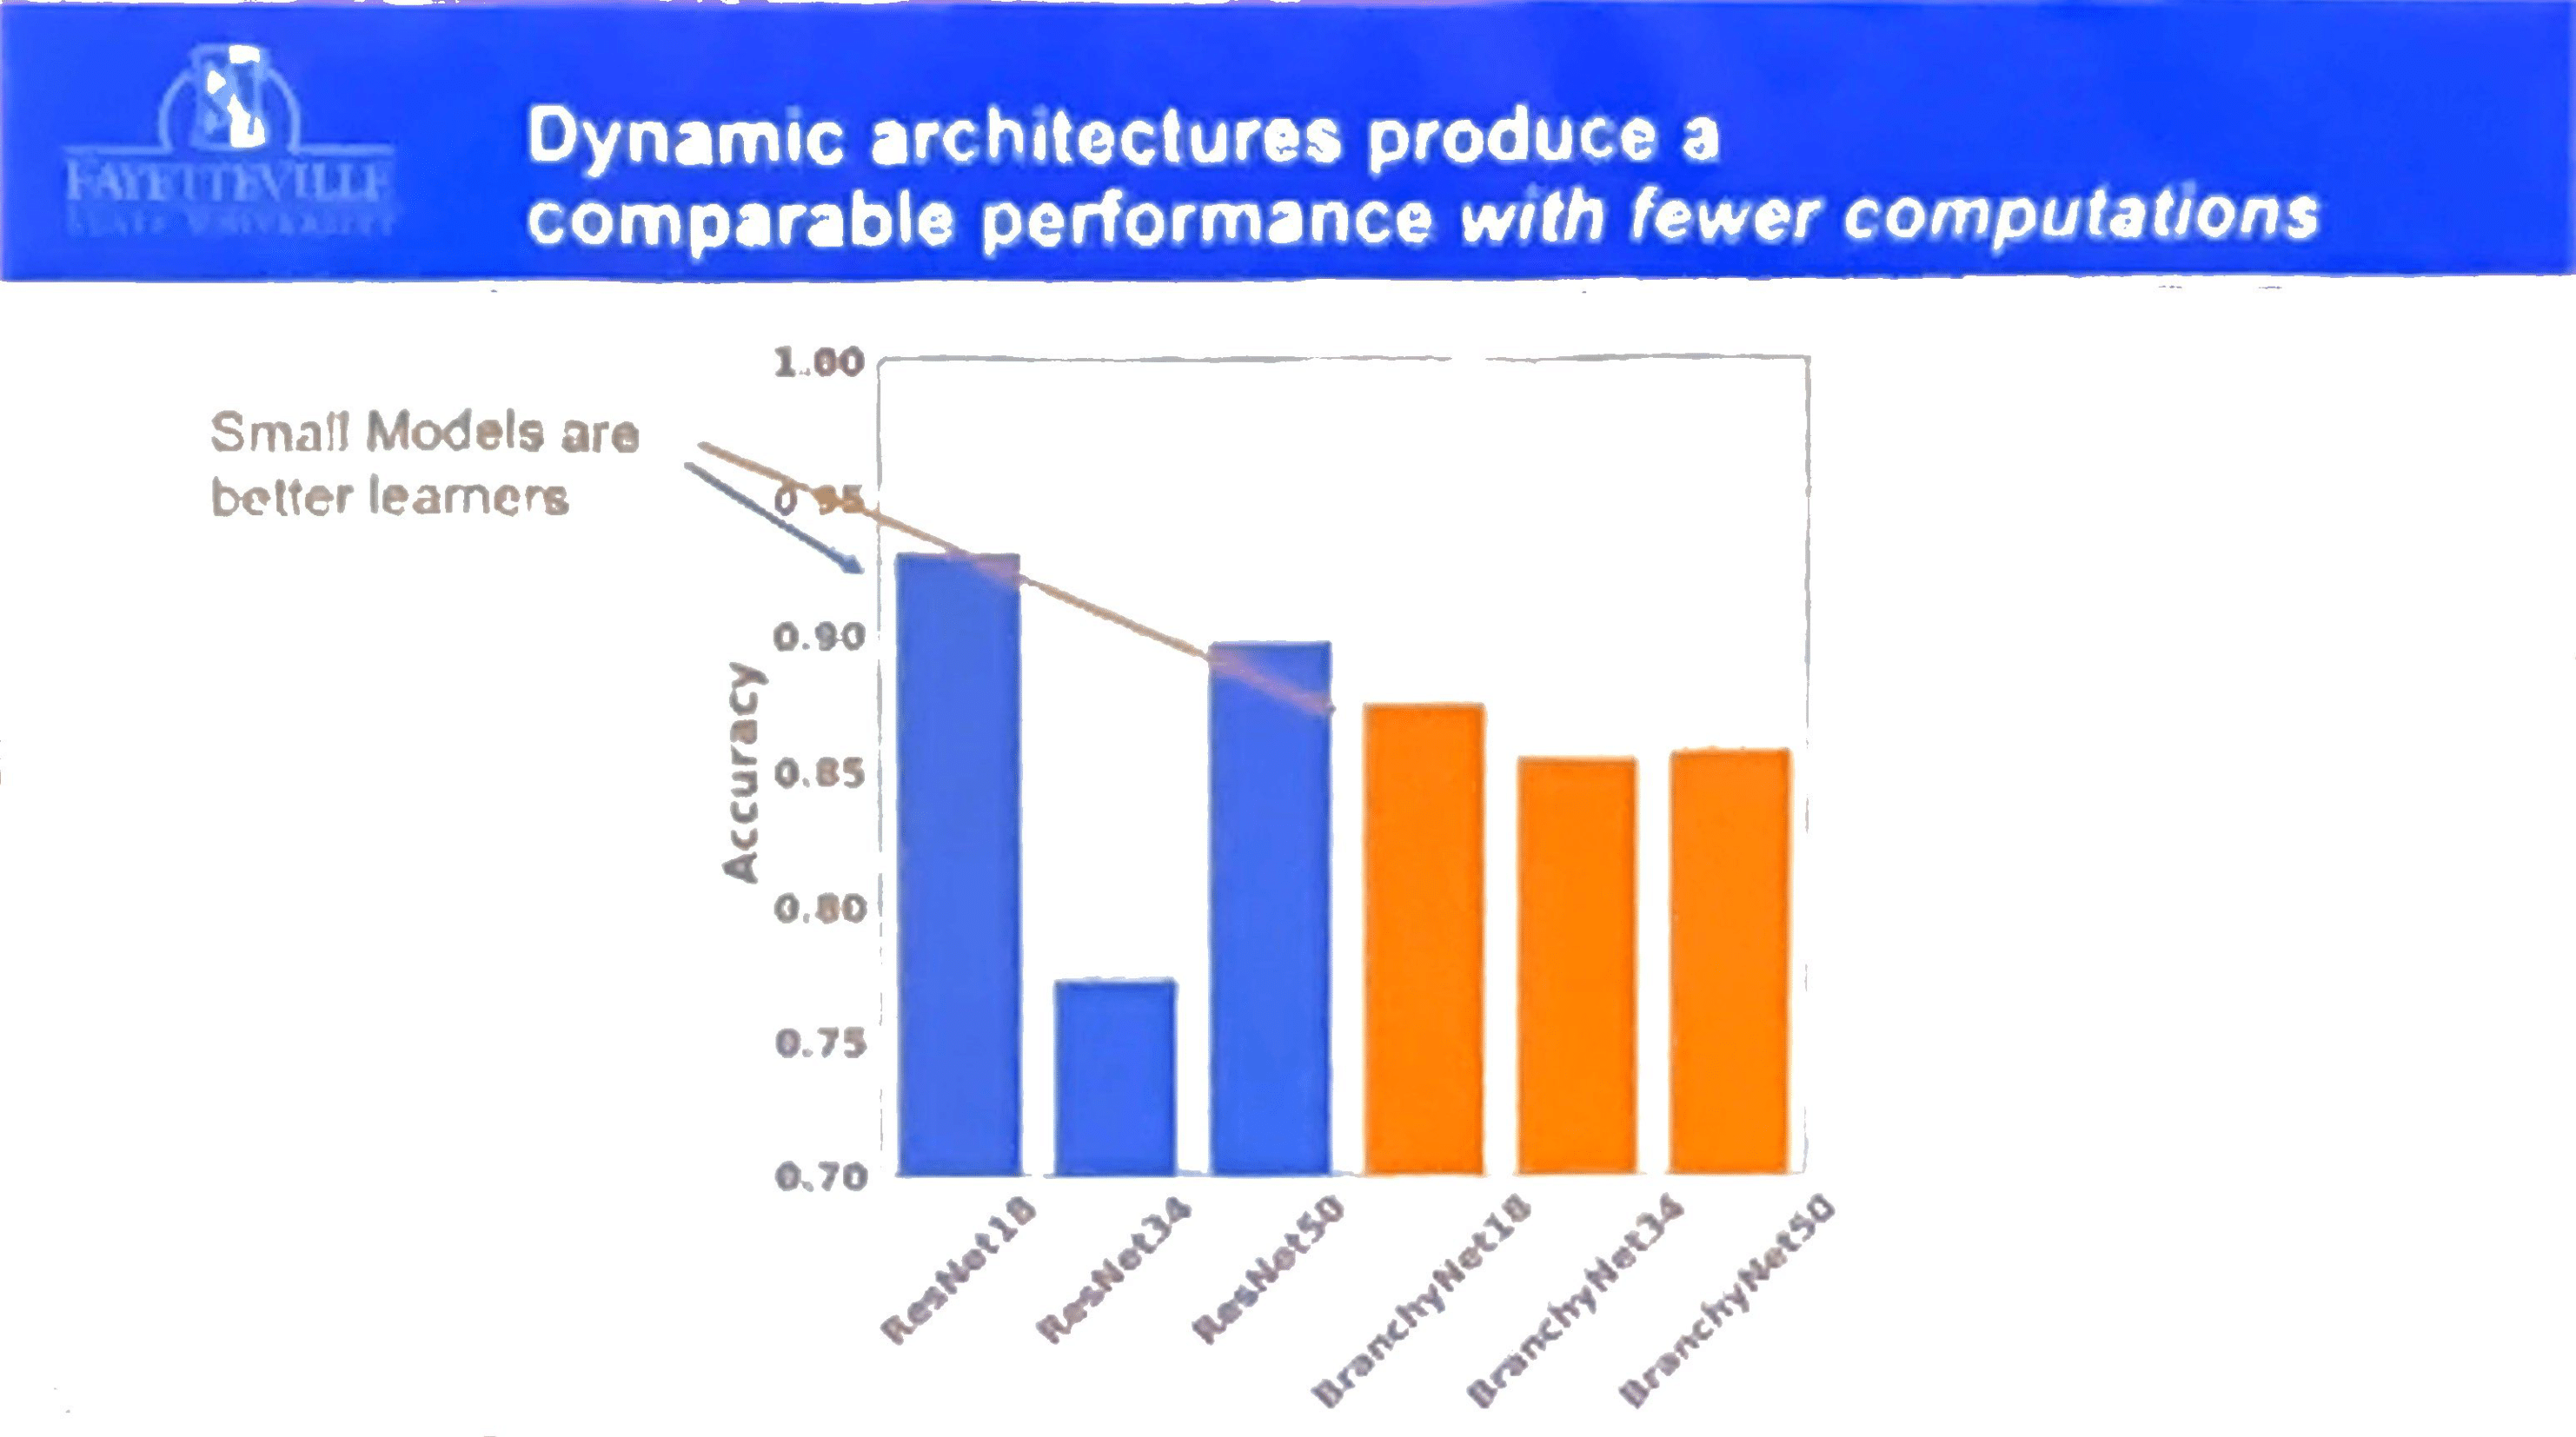 FAYETTEVILLE
STATE UNIVERSITY
Dynamic architectures produce a
comparable performance with fewer computations
Small Models are
better learners
1.00
0.95
0.90
0.85
0.80
0.75
0.70
Accuracy
ResNet18
ResNet34
ResNet50
BranchyNet18
BranchyNet34
BranchyNet50